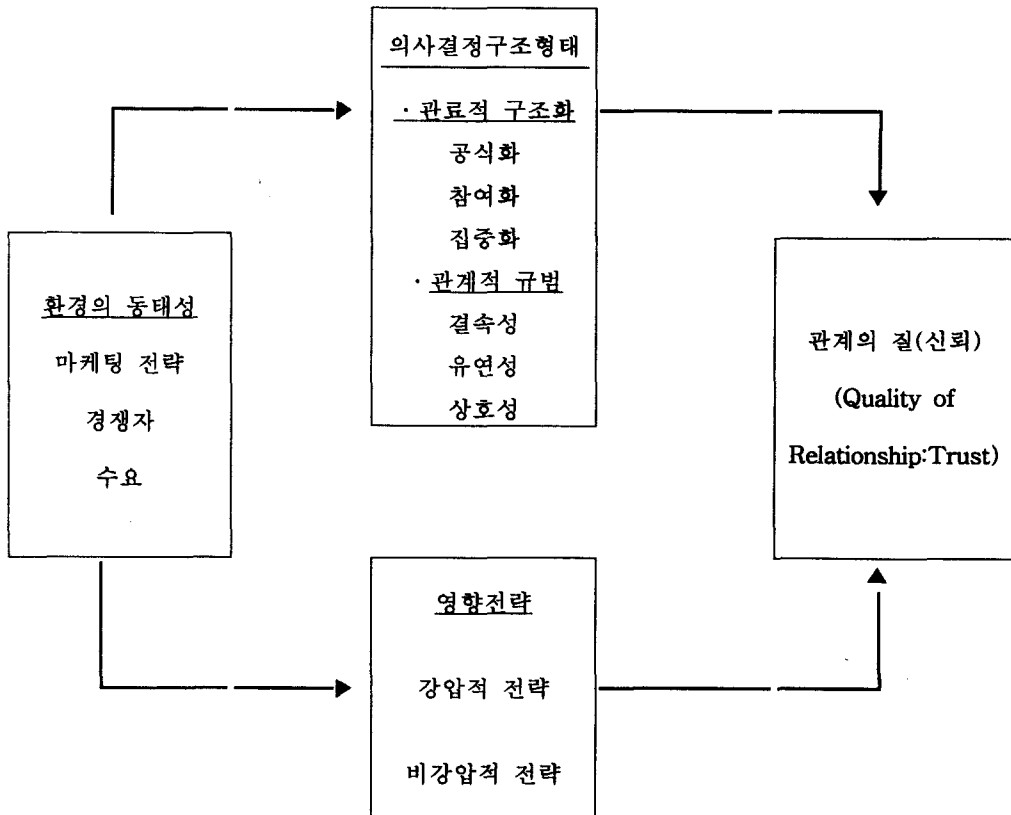 의사결정구조형태
· 관료적 구조화
공식화
참여화
집중화
· 관계적 규범
결속성
유연성
상호성
환경의 동태성
마케팅 전략
경쟁자
수요
관계의 질(신뢰)
(Quality of
Relationship:Trust)
영향전략
강압적 전략
비강압적 전략